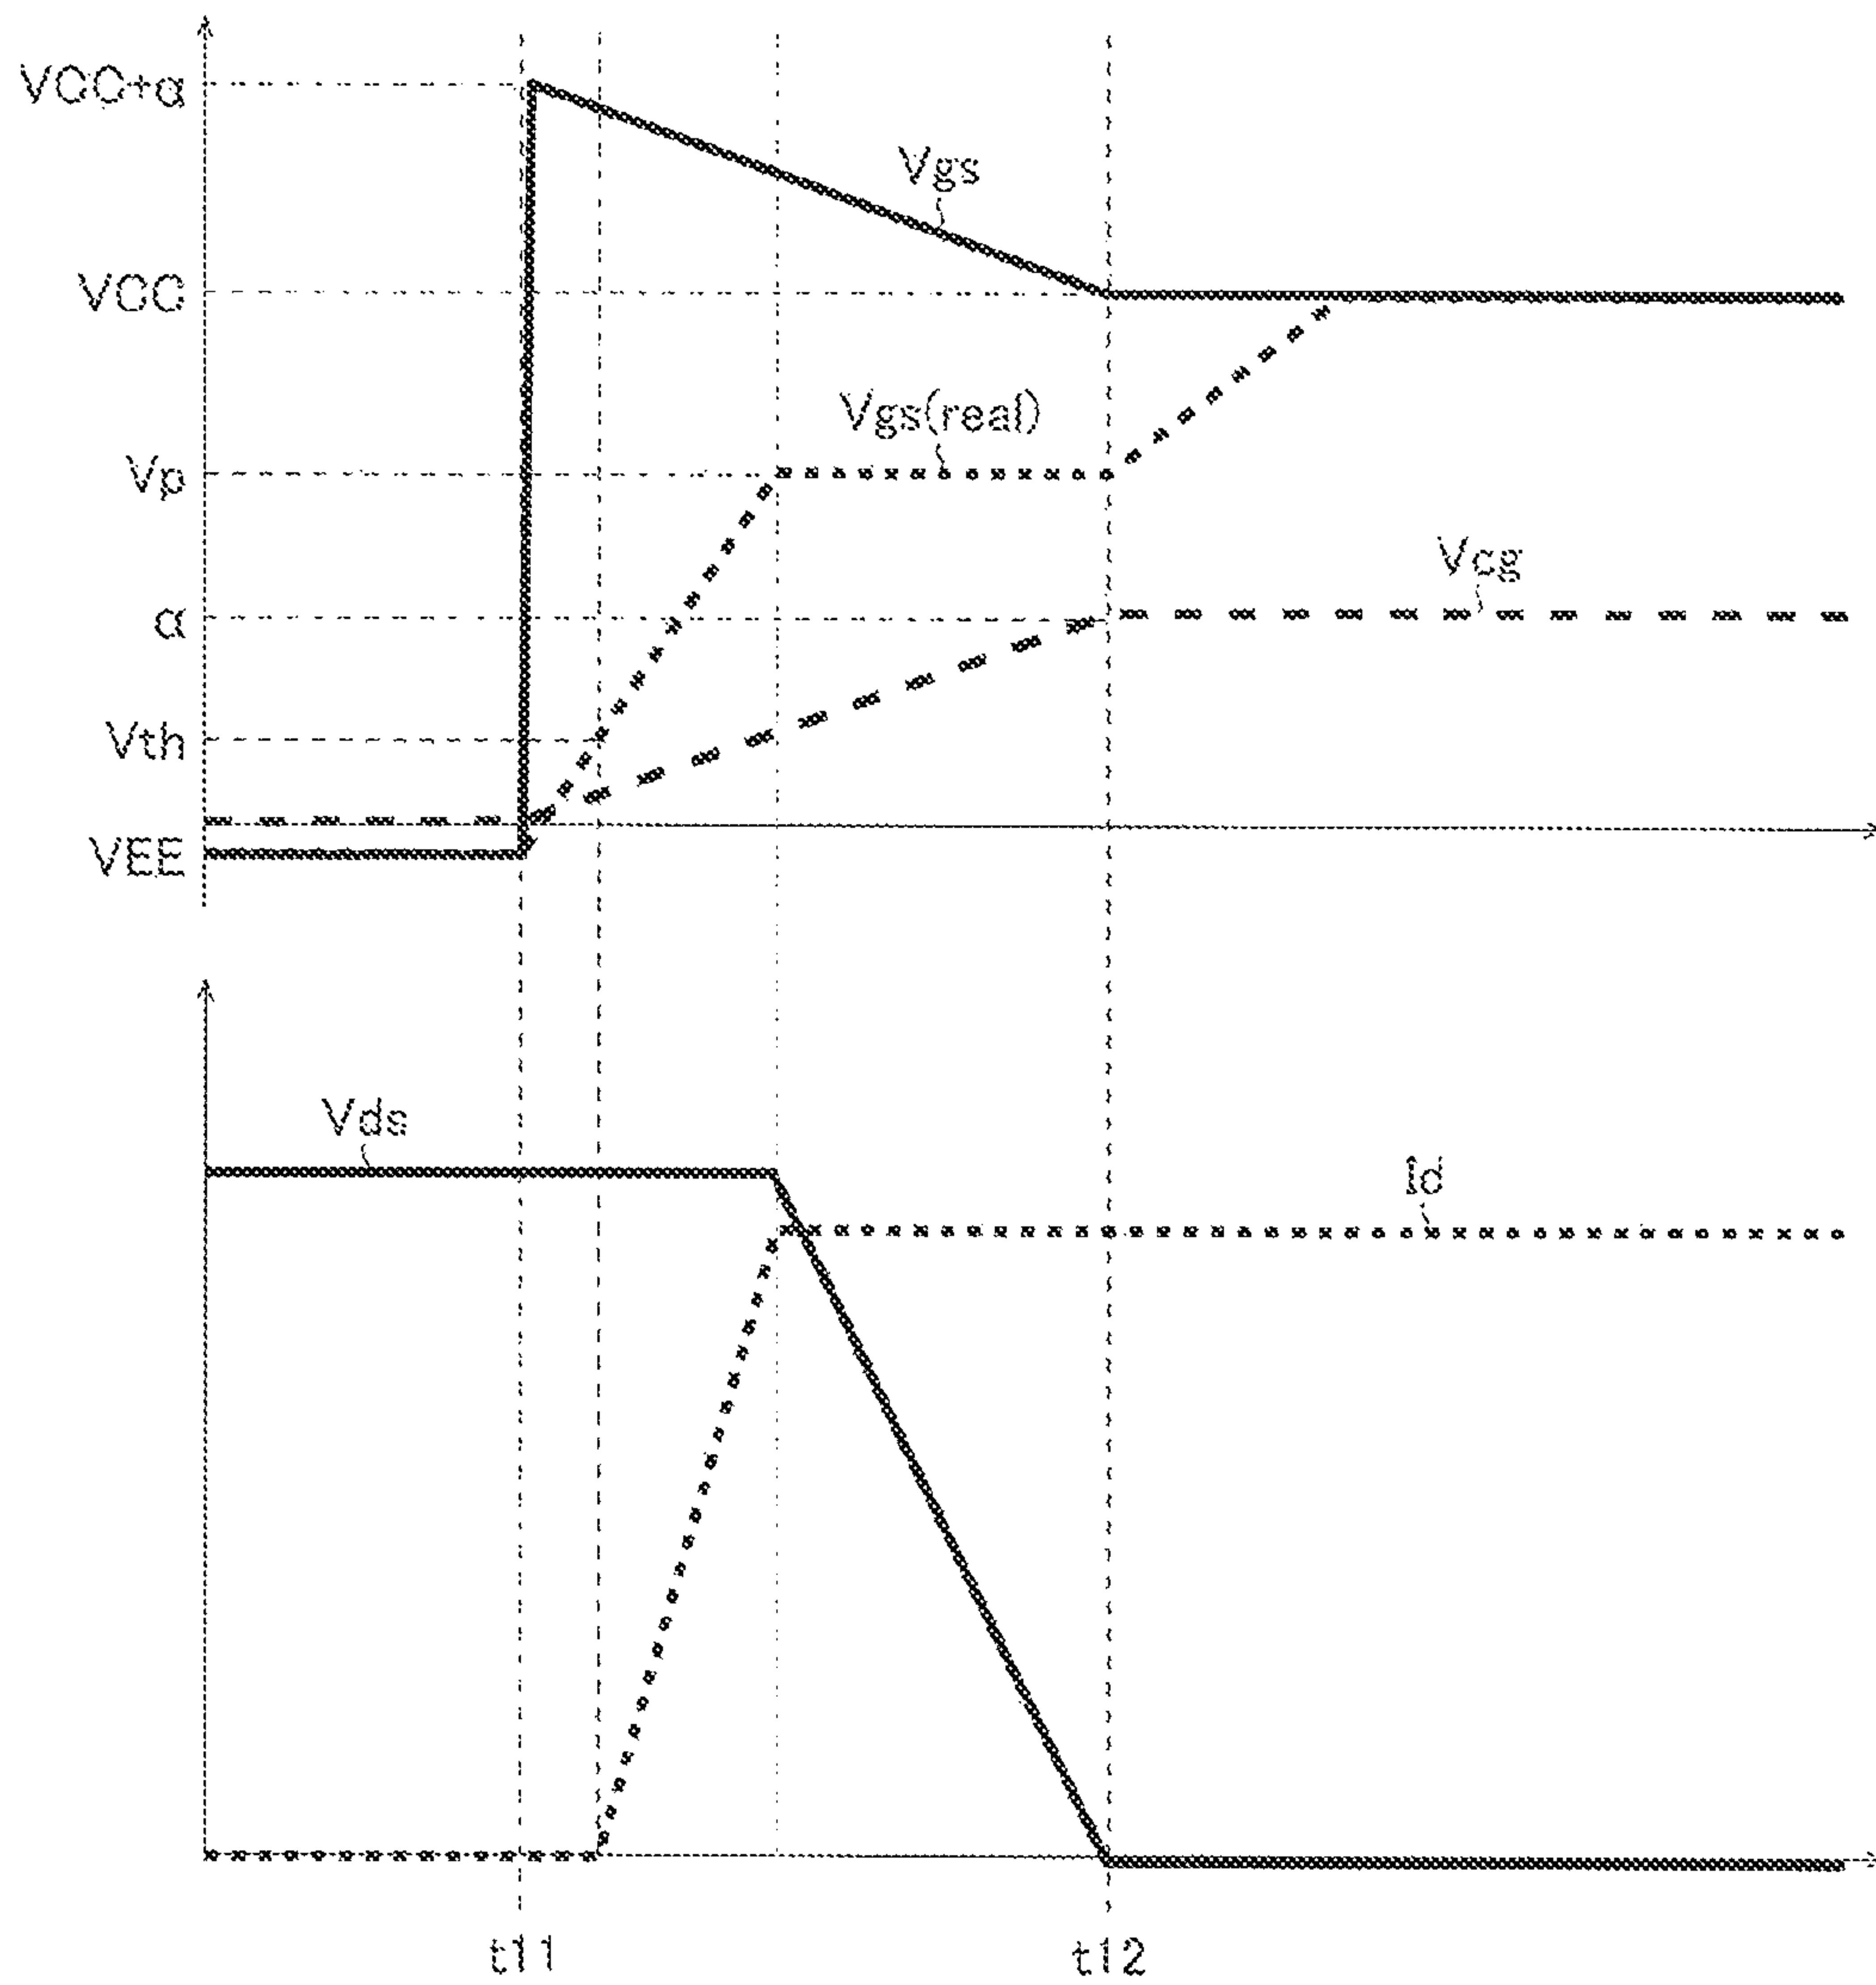 VCC+α
Vgs
VCC
Vgs(real)
Vp
Vcg
α
Vth
VEE
Vds
Id
t11
t12